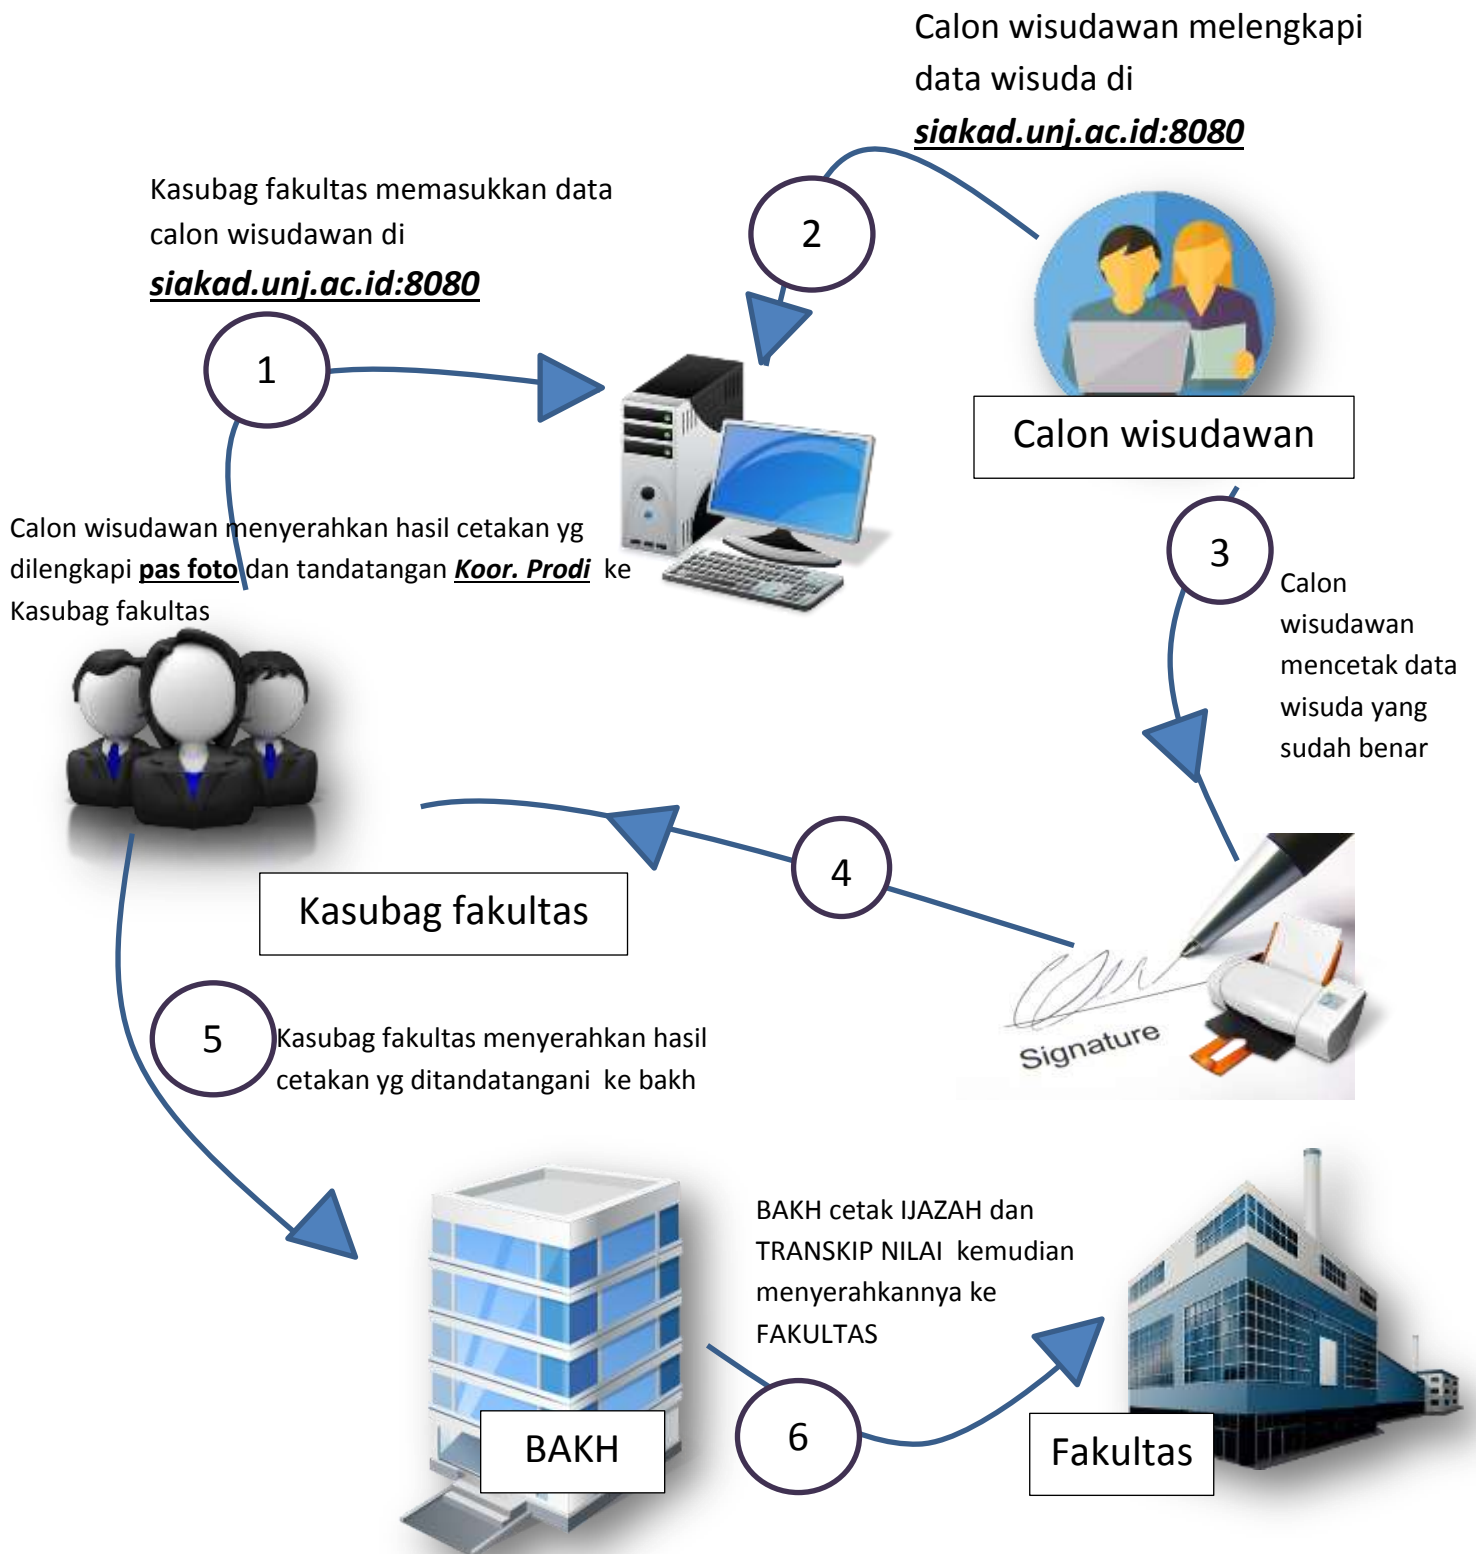 Calon wisudawan melengkapi
data wisuda di
siakad.unj.ac.id:8080
Kasubag fakultas memasukkan data
calon wisudawan di
siakad.unj.ac.id:8080
2
1
Calon wisudawan
Calon wisudawan menyerahkan hasil cetakan yg
dilengkapi pas foto dan tandatangan Koor. Prodi ke
Kasubag fakultas
3
Calon
wisudawan
mencetak data
wisuda yang
sudah benar
4
Kasubag fakultas
Signature
5
Kasubag fakultas menyerahkan hasil
cetakan yg ditandatangani ke bakh
BAKH cetak IJAZAH dan
TRANSKIP NILAI kemudian
menyerahkannya ke
FAKULTAS
6
BAKH
Fakultas